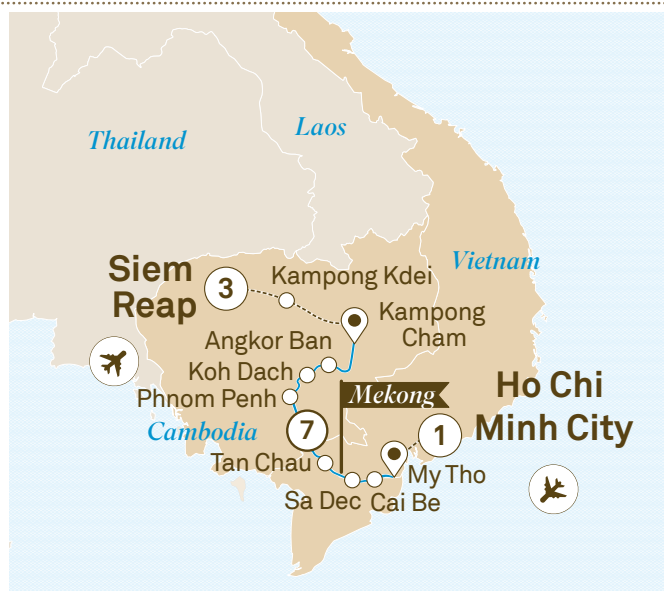 Thailand
Laos
Vietnam
Siem
Reap
3
Kampong Kdei
Kampong
Cham
Angkor Ban
Koh Dach
Phnom Penh
Mekong
Ho Chi
Minh City
1
7
Cambodia
Tan Chau
My Tho
Sa Dec
Cai Be